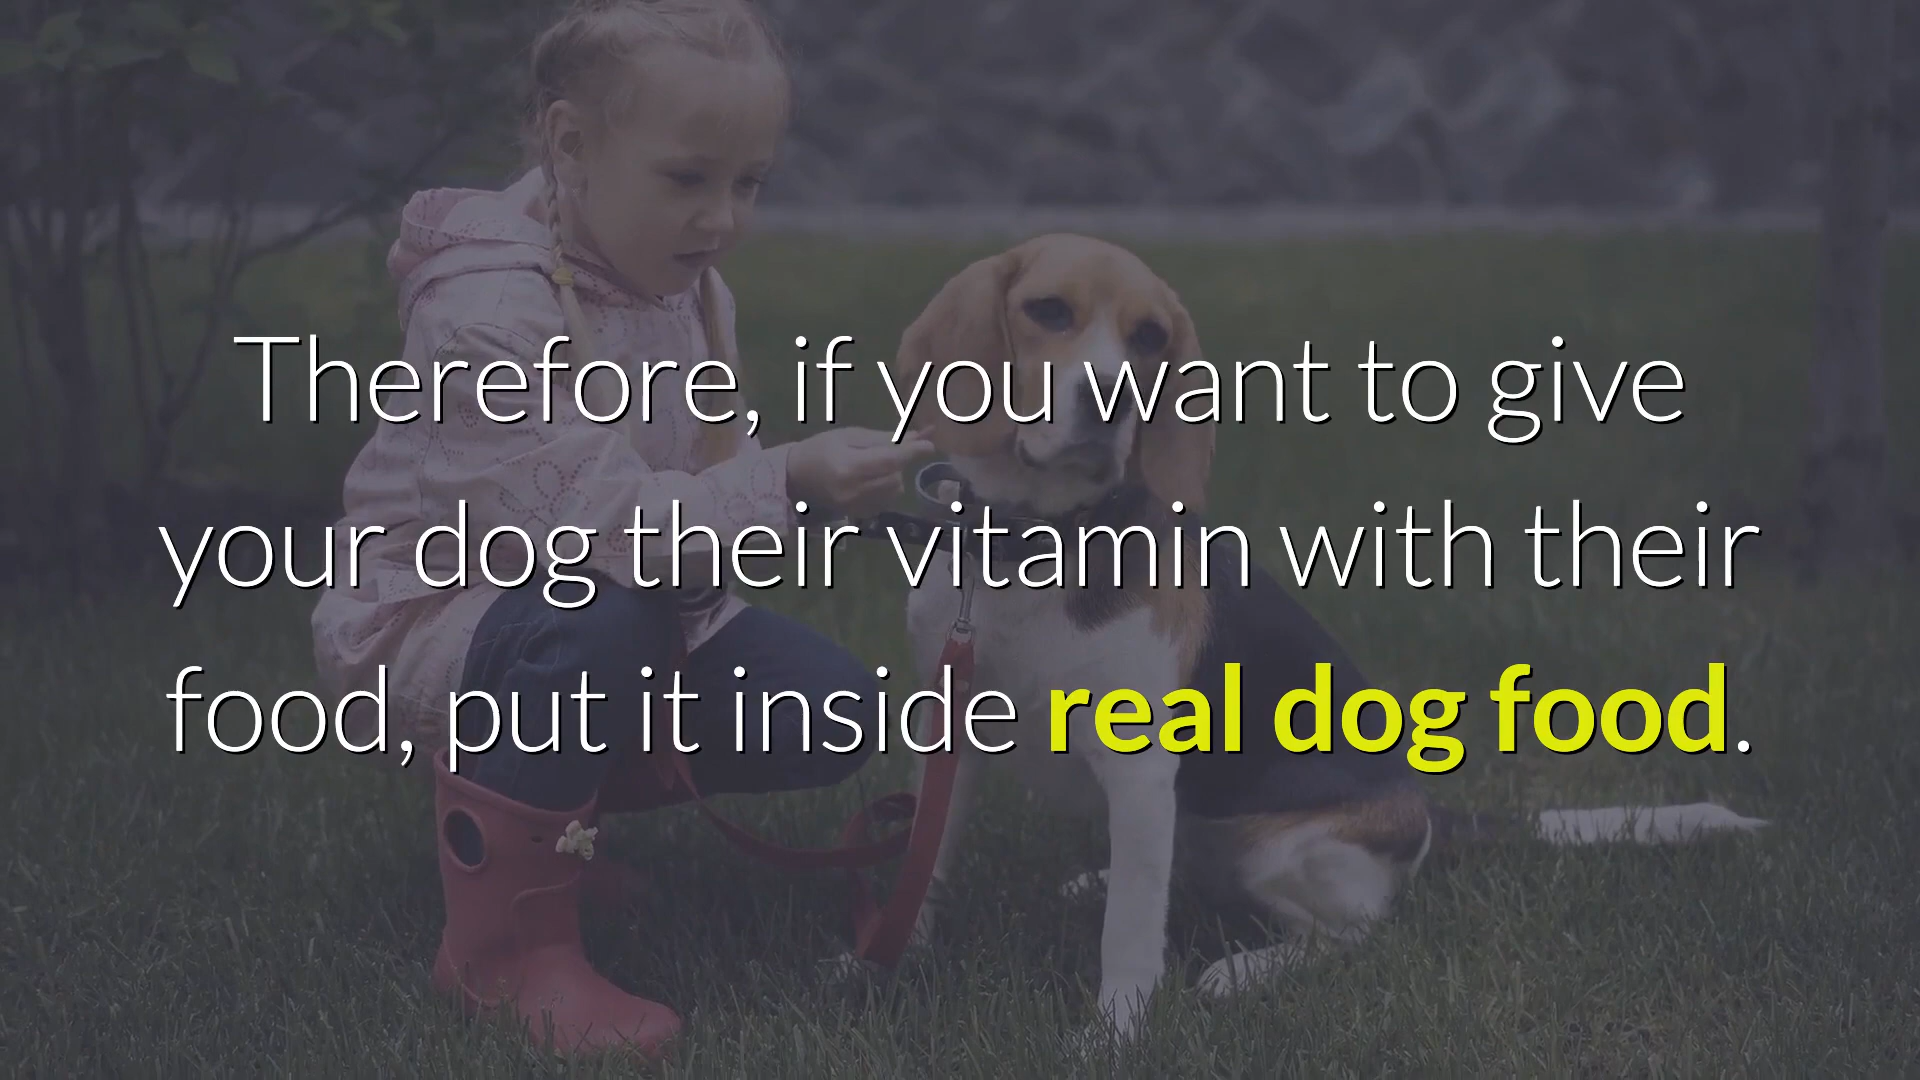 Therefore, if you want to give
your dog their vitamin with their
food, put it inside real dog food.